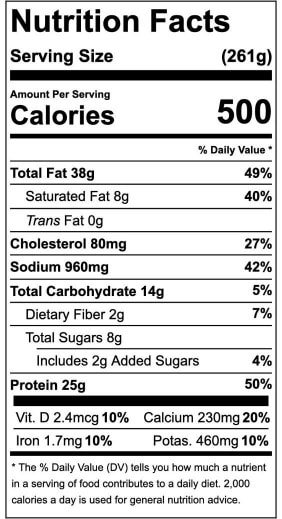 Nutrition Facts
Serving Size (261g)
Amount Per Serving
Calories 500
% Daily Value *
Total Fat 38g 49%
Saturated Fat 8g 40%
Trans Fat 0g
Cholesterol 80mg 27%
Sodium 960mg 42%
Total Carbohydrate 14g 5%
Dietary Fiber 2g 7%
Total Sugars 8g
Includes 2g Added Sugars 4%
Protein 25g 50%
Vit. D 2.4mcg 10% Calcium 230mg 20%
Iron 1.7mg 10% Potas. 460mg 10%
* The % Daily Value (DV) tells you how much a nutrient
in a serving of food contributes to a daily diet. 2,000
calories a day is used for general nutrition advice.